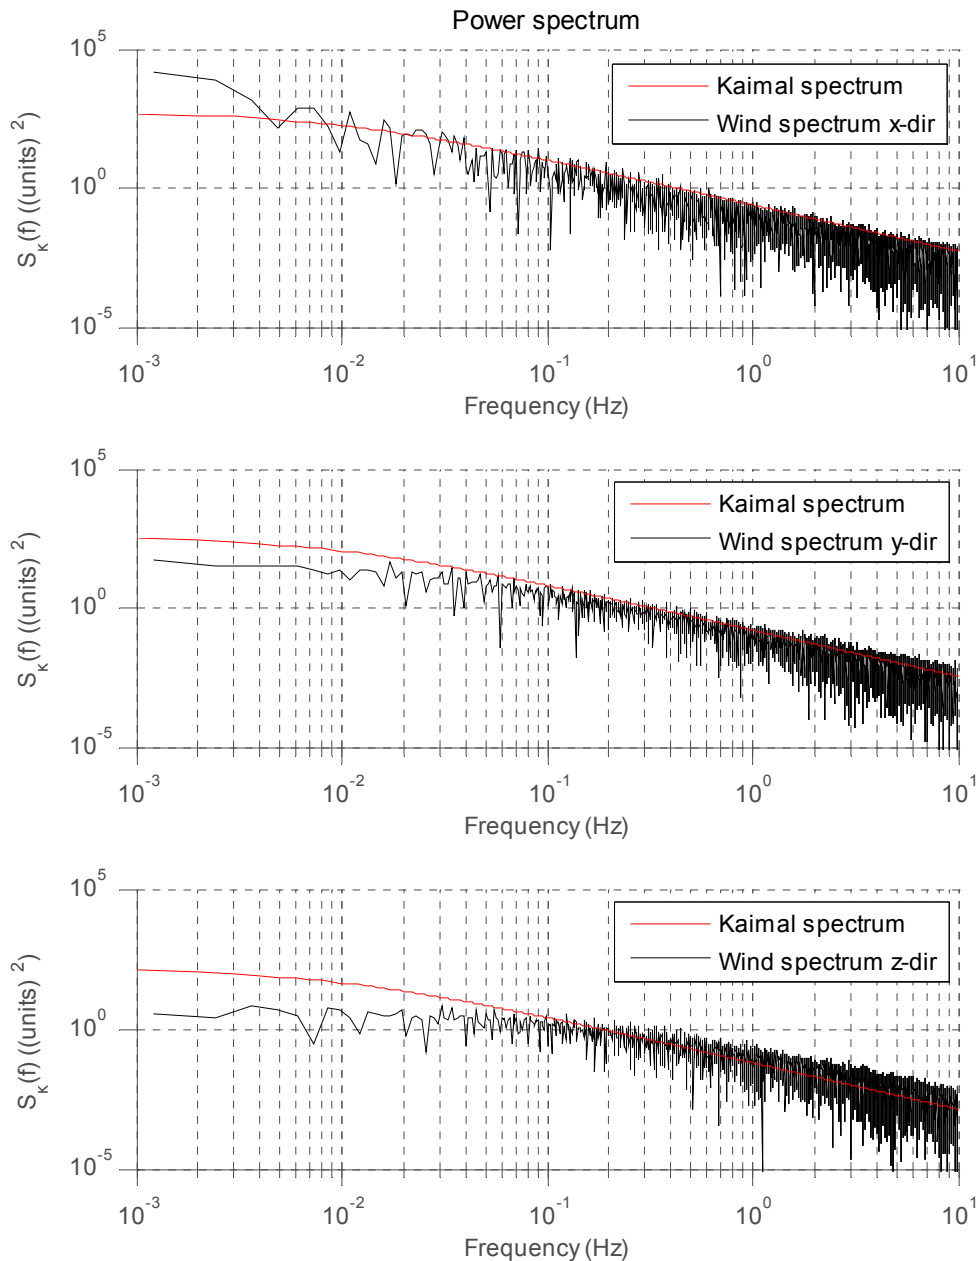 Power spectrum
10^5
10^0
10^-5
S_K(f) ((units)^2)
Kaimal spectrum
Wind spectrum x-dir
10^-3 10^-2 10^-1 10^0 10^1
Frequency (Hz)
10^5
10^0
10^-5
S_K(f) ((units)^2)
Kaimal spectrum
Wind spectrum y-dir
10^-3 10^-2 10^-1 10^0 10^1
Frequency (Hz)
10^5
10^0
10^-5
S_K(f) ((units)^2)
Kaimal spectrum
Wind spectrum z-dir
10^-3 10^-2 10^-1 10^0 10^1
Frequency (Hz)